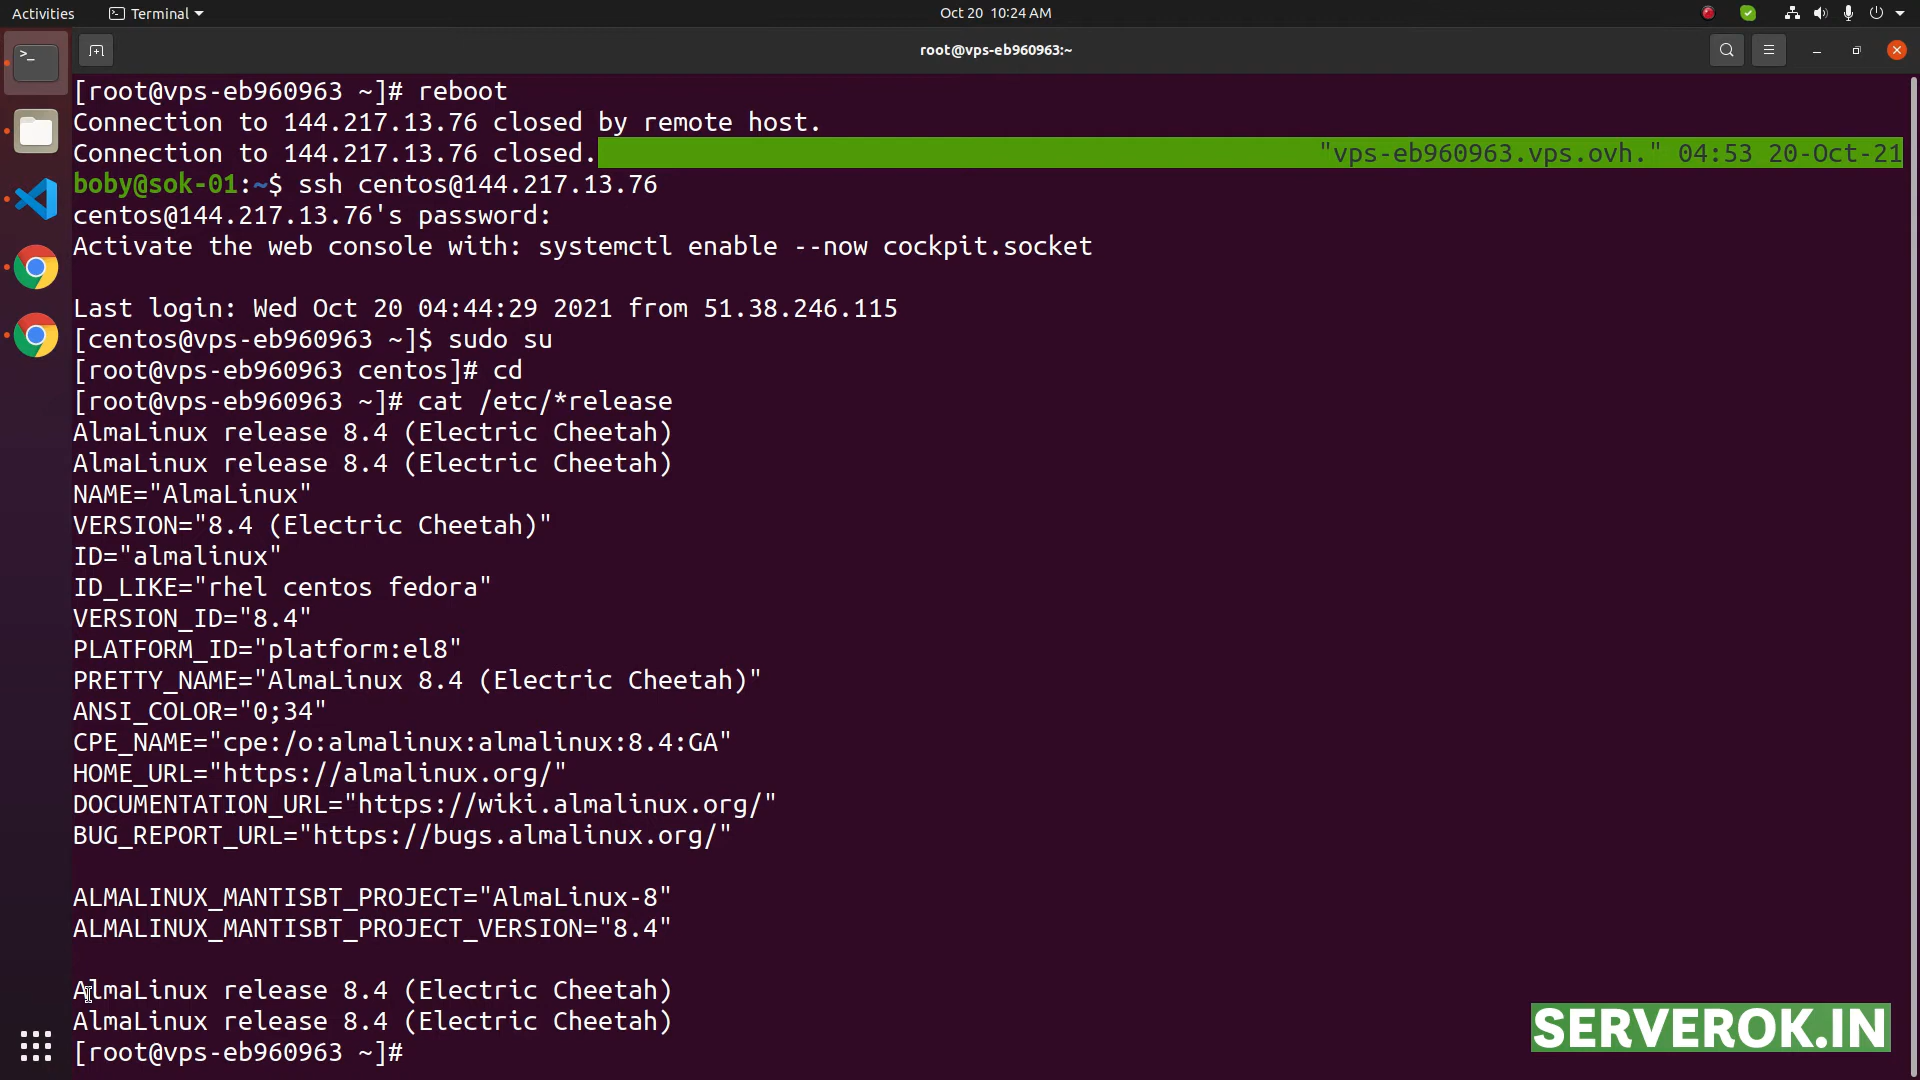 Activities
Terminal
Oct 20 10:24 AM
root@vps-eb960963:~
[root@vps-eb960963 ~]# reboot
Connection to 144.217.13.76 closed by remote host.
Connection to 144.217.13.76 closed. "vps-eb960963.vps.ovh." 04:53 20-Oct-21
boby@sok-01:~$ ssh centos@144.217.13.76
centos@144.217.13.76's password:
Activate the web console with: systemctl enable --now cockpit.socket
Last login: Wed Oct 20 04:44:29 2021 from 51.38.246.115
[centos@vps-eb960963 ~]$ sudo su
[root@vps-eb960963 centos]# cd
[root@vps-eb960963 ~]# cat /etc/*release
AlmaLinux release 8.4 (Electric Cheetah)
AlmaLinux release 8.4 (Electric Cheetah)
NAME="AlmaLinux"
VERSION="8.4 (Electric Cheetah)"
ID="almalinux"
ID_LIKE="rhel centos fedora"
VERSION_ID="8.4"
PLATFORM_ID="platform:el8"
PRETTY_NAME="AlmaLinux 8.4 (Electric Cheetah)"
ANSI_COLOR="0;34"
CPE_NAME="cpe:/o:almalinux:almalinux:8.4:GA"
HOME_URL="https://almalinux.org/"
DOCUMENTATION_URL="https://wiki.almalinux.org/"
BUG_REPORT_URL="https://bugs.almalinux.org/"
ALMALINUX_MANTISBT_PROJECT="AlmaLinux-8"
ALMALINUX_MANTISBT_PROJECT_VERSION="8.4"
AlmaLinux release 8.4 (Electric Cheetah)
AlmaLinux release 8.4 (Electric Cheetah)
[root@vps-eb960963 ~]#
SERVEROK.IN